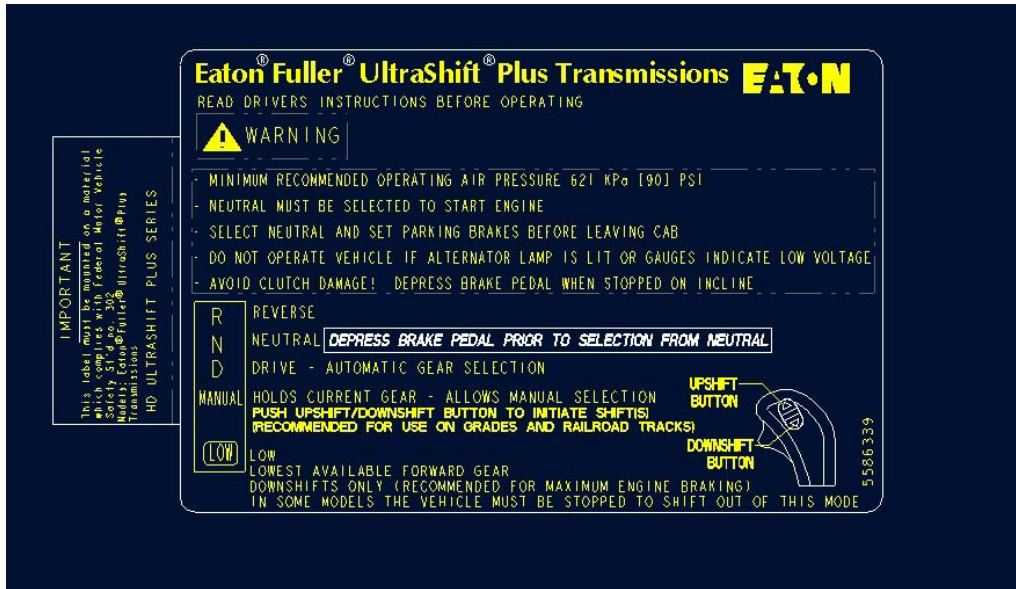 Eaton® Fuller® UltraShift® Plus Transmissions EATON
READ DRIVERS INSTRUCTIONS BEFORE OPERATING
WARNING
- MINIMUM RECOMMENDED OPERATING AIR PRESSURE 621 KPa [90] PSI
- NEUTRAL MUST BE SELECTED TO START ENGINE
- SELECT NEUTRAL AND SET PARKING BRAKES BEFORE LEAVING CAB
- DO NOT OPERATE VEHICLE IF ALTERNATOR LAMP IS LIT OR GAUGES INDICATE LOW VOLTAGE
- AVOID CLUTCH DAMAGE! DEPRESS BRAKE PEDAL WHEN STOPPED ON INCLINE
R REVERSE
N NEUTRAL DEPRESS BRAKE PEDAL PRIOR TO SELECTION FROM NEUTRAL
D DRIVE - AUTOMATIC GEAR SELECTION
MANUAL HOLDS CURRENT GEAR - ALLOWS MANUAL SELECTION
PUSH UPSHIFT/DOWNSHIFT BUTTON TO INITIATE SHIFT(S)
(RECOMMENDED FOR USE ON GRADES AND RAILROAD TRACKS)
LOW LOW
LOWEST AVAILABLE FORWARD GEAR
DOWNSHIFTS ONLY (RECOMMENDED FOR MAXIMUM ENGINE BRAKING)
IN SOME MODELS THE VEHICLE MUST BE STOPPED TO SHIFT OUT OF THIS MODE
UPSHIFT
BUTTON
DOWNSHIFT
BUTTON
5586339
IMPORTANT
This label must be mounted on a material
which complies with Federal Motor Vehicle
Safety St'd no. 302
Models: Eaton® Fuller® UltraShift® Plus
Transmissions
HD ULTRASHIFT PLUS SERIES